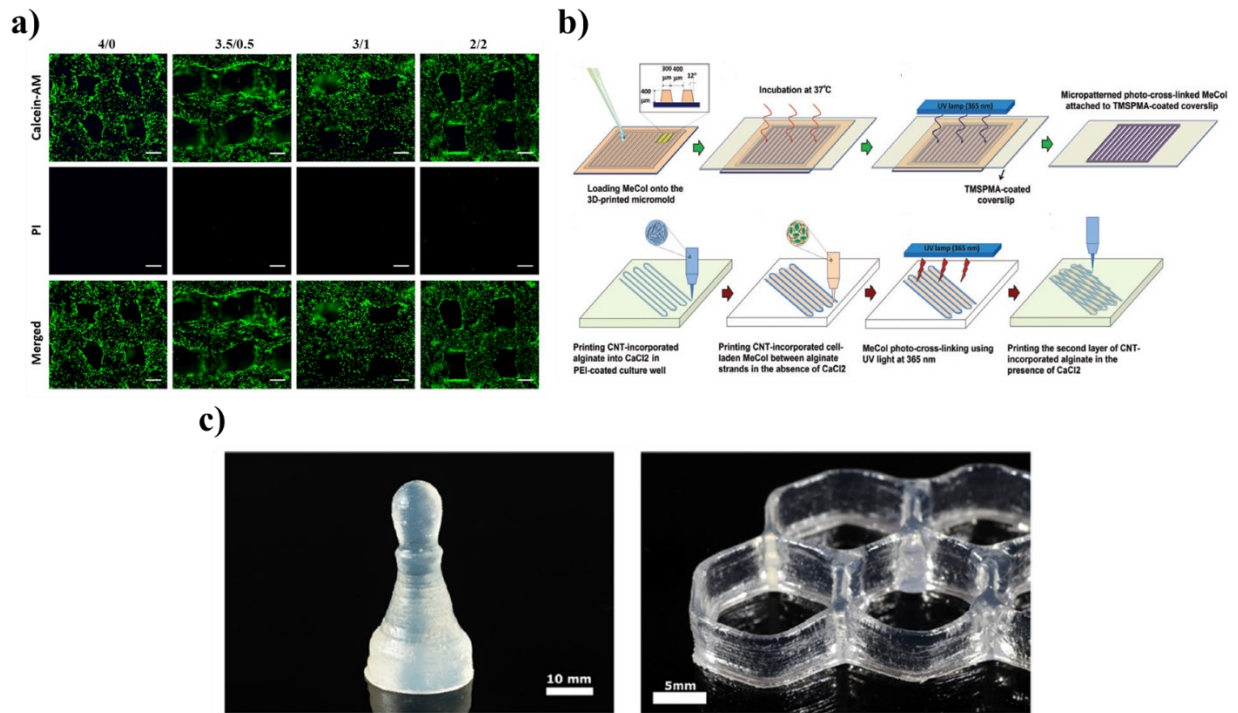 a)
4/0 3.5/0.5 3/1 2/2
Calcein-AM
PI
Merged
b)
300 400
µm µm 12°
400
µm
Loading MeCol onto the
3D-printed micromold
Incubation at 37°C
UV lamp (365 nm)
TMSPMA-coated
coverslip
Micropatterned photo-cross-linked MeCol
attached to TMSPMA-coated coverslip
Printing CNT-incorporated
alginate into CaCl2 in
PEI-coated culture well
Printing CNT-incorporated cell-
laden MeCol between alginate
strands in the absence of CaCl2
UV lamp (365 nm)
MeCol photo-cross-linking using
UV light at 365 nm
Printing the second layer of CNT-
incorporated alginate in the
presence of CaCl2
c)
10 mm
5mm